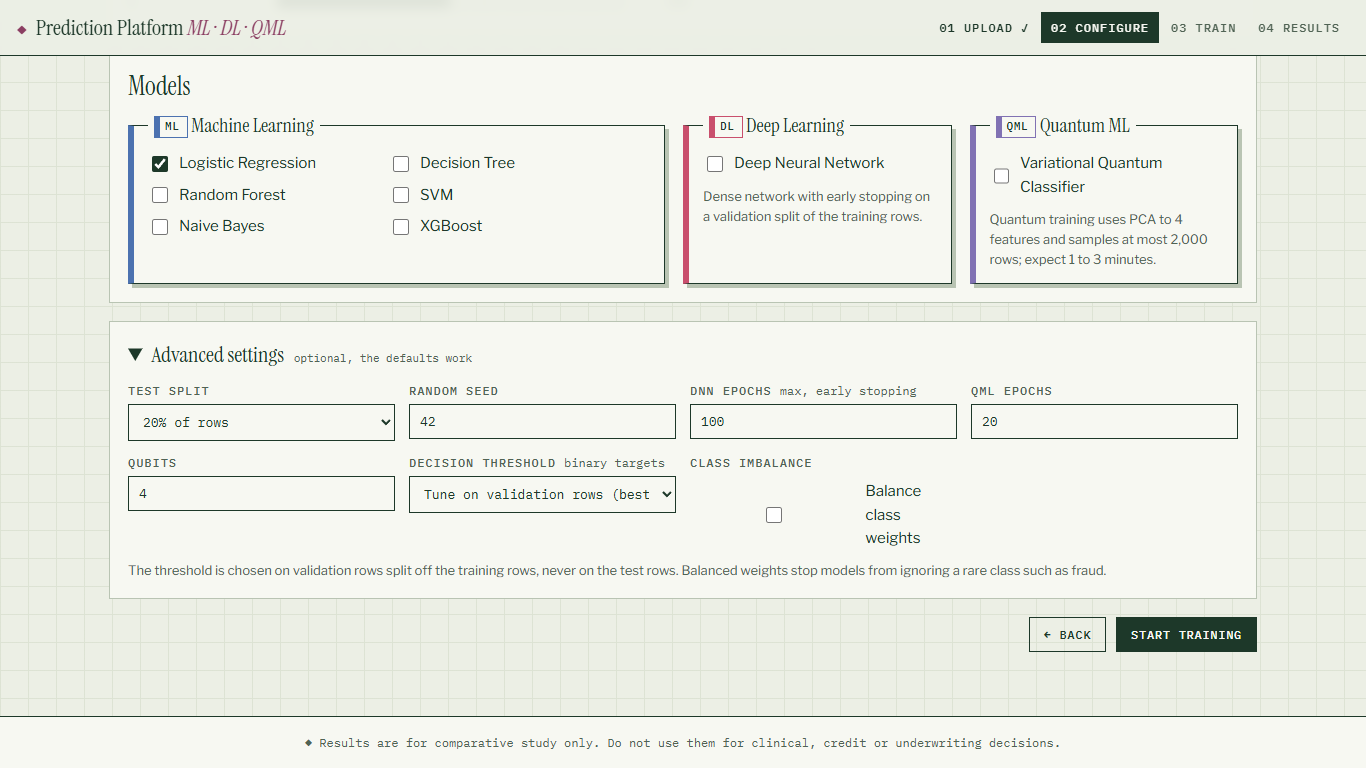 ◆ Prediction Platform ML · DL · QML
01 UPLOAD ✓
02 CONFIGURE
03 TRAIN
04 RESULTS
Models
ML Machine Learning
Logistic Regression
Decision Tree
Random Forest
SVM
Naive Bayes
XGBoost
DL Deep Learning
Deep Neural Network
Dense network with early stopping on
a validation split of the training rows.
QML Quantum ML
Variational Quantum
Classifier
Quantum training uses PCA to 4
features and samples at most 2,000
rows; expect 1 to 3 minutes.
▼ Advanced settings optional, the defaults work
TEST SPLIT
20% of rows
RANDOM SEED
42
DNN EPOCHS max, early stopping
100
QML EPOCHS
20
QUBITS
4
DECISION THRESHOLD binary targets
Tune on validation rows (best
CLASS IMBALANCE
Balance
class
weights
The threshold is chosen on validation rows split off the training rows, never on the test rows. Balanced weights stop models from ignoring a rare class such as fraud.
← BACK
START TRAINING
◆ Results are for comparative study only. Do not use them for clinical, credit or underwriting decisions.